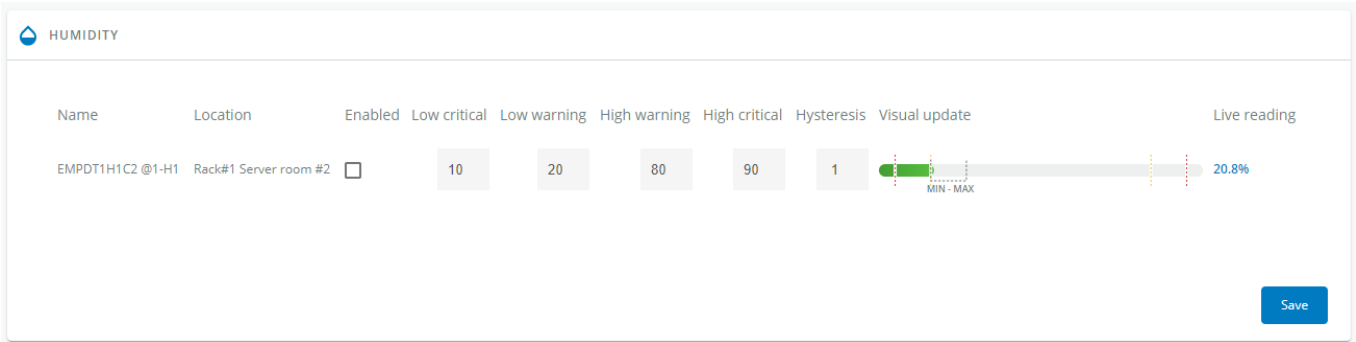 HUMIDITY
Name Location Enabled Low critical Low warning High warning High critical Hysteresis Visual update Live reading
EMPDT1H1C2 @1-H1 Rack#1 Server room #2 10 20 80 90 1 20.8%
MIN - MAX
Save